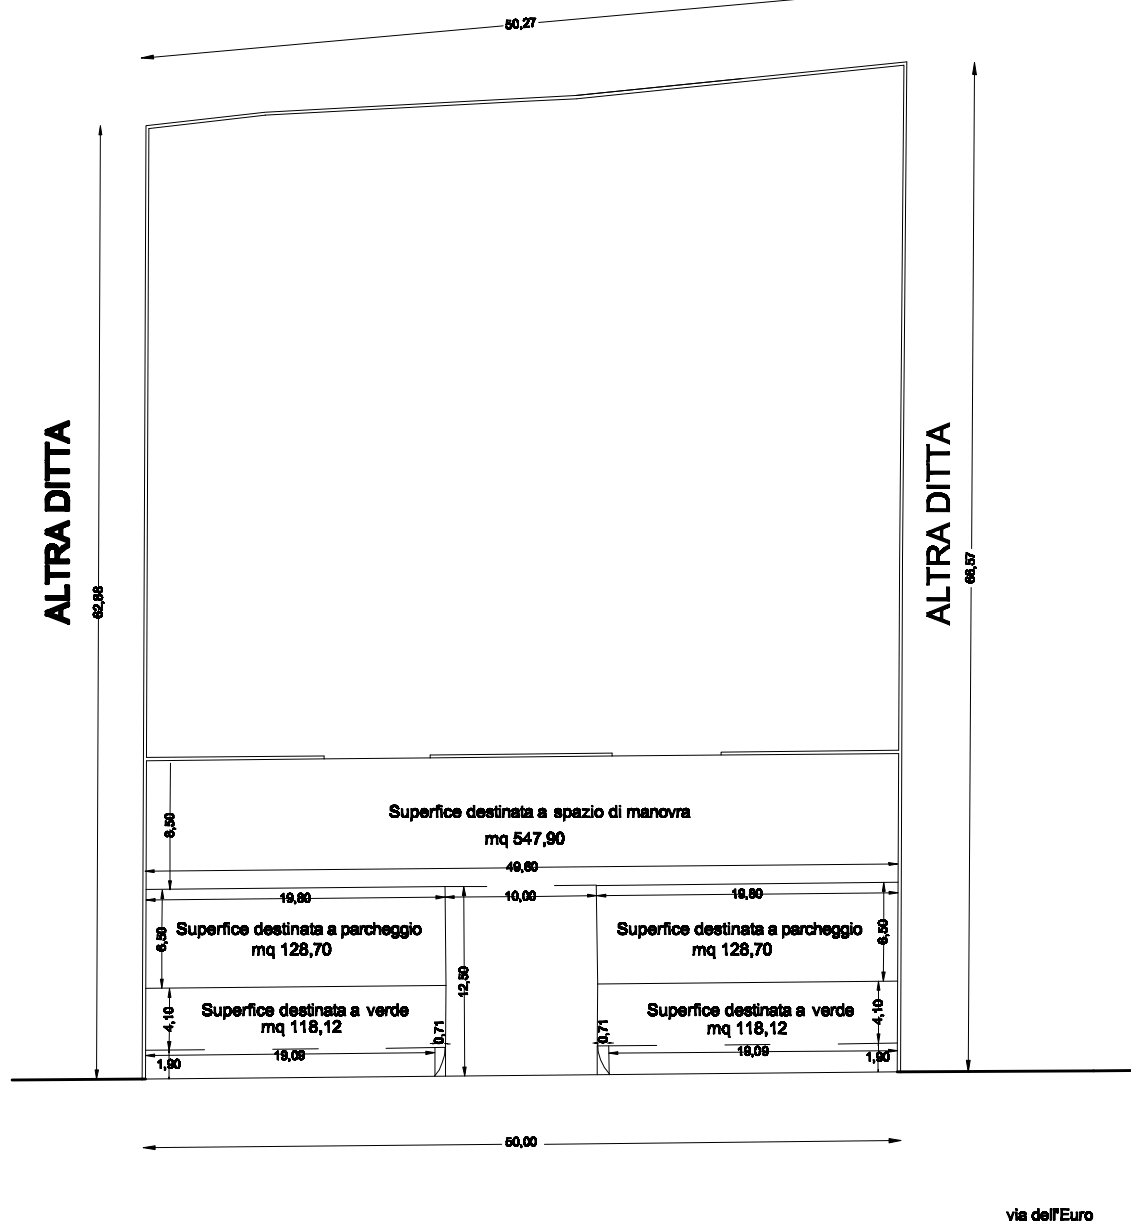 50,27
ALTRA DITTA
62,88
ALTRA DITTA
66,57
Superfice destinata a spazio di manovra
mq 547,90
8,50
49,60
19,80
10,00
19,80
Superfice destinata a parcheggio
mq 128,70
6,50
Superfice destinata a parcheggio
mq 128,70
6,50
12,50
Superfice destinata a verde
mq 118,12
4,10
0,71
Superfice destinata a verde
mq 118,12
4,10
0,71
19,09
1,90
19,09
1,90
50,00
via dell'Euro